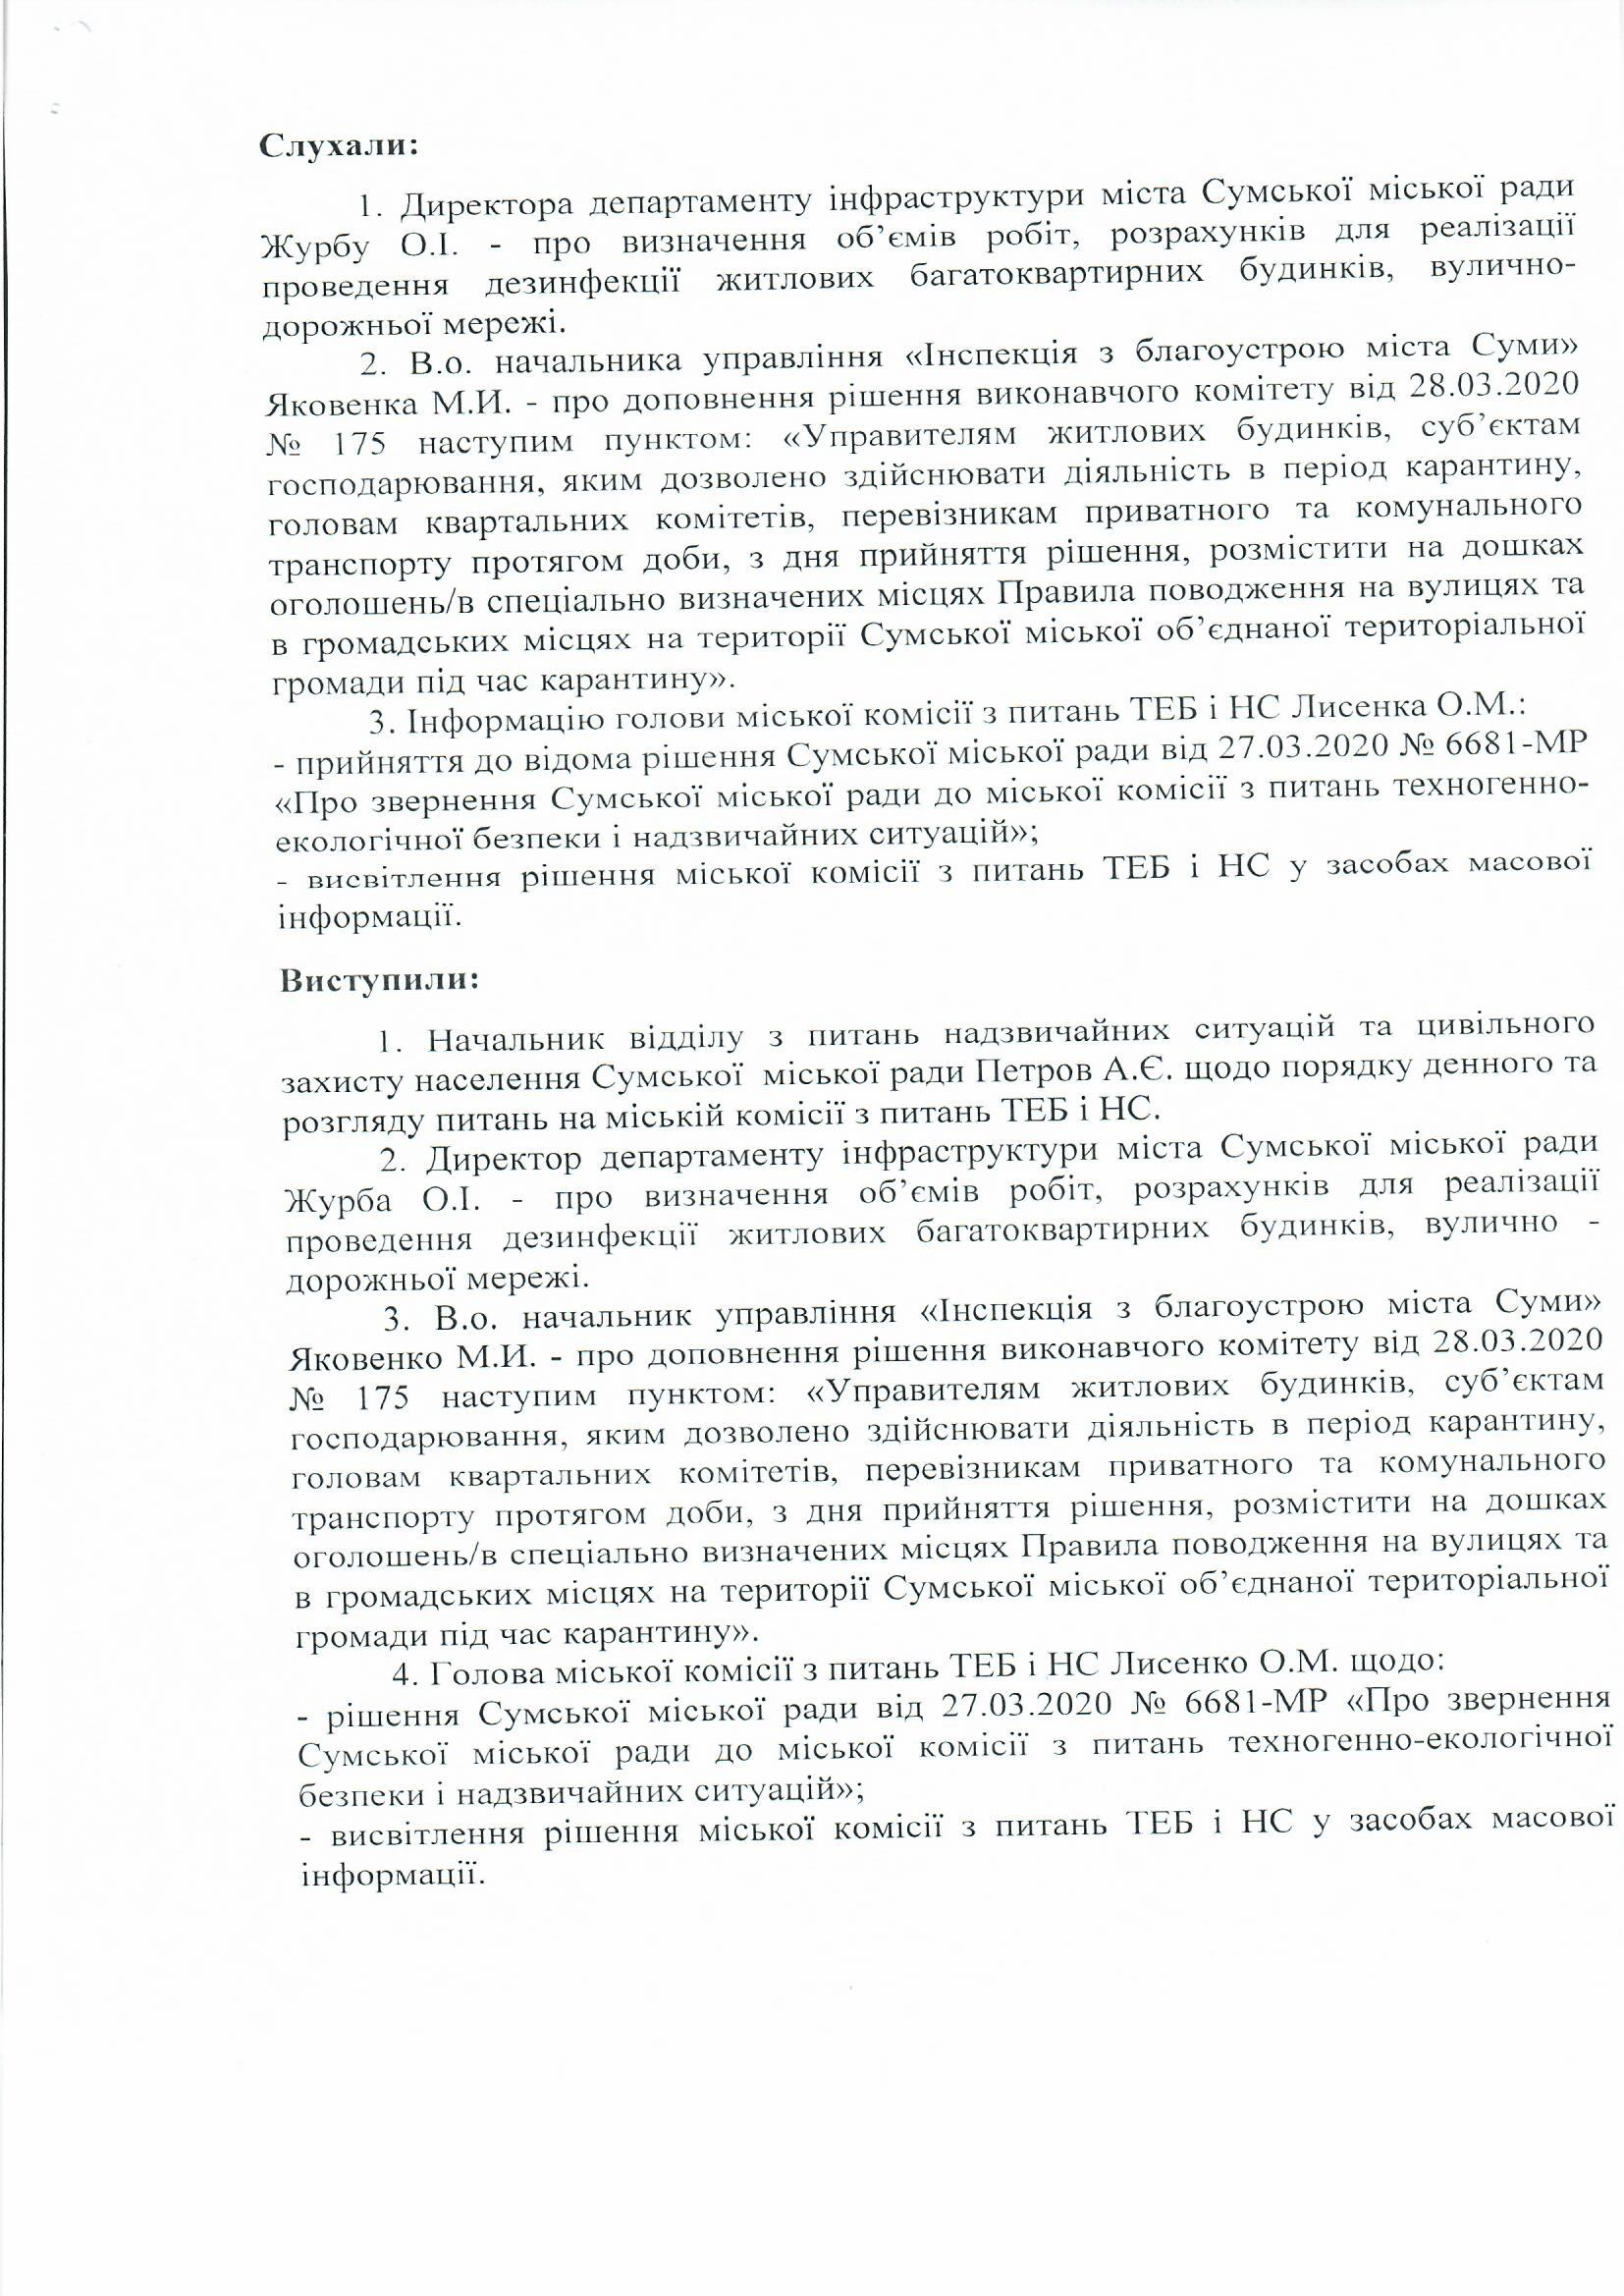 Слухали:
1. Директора департаменту інфраструктури міста Сумської міської ради
Журбу О.І. - про визначення об’ємів робіт, розрахунків для реалізації
проведення дезинфекції житлових багатоквартирних будинків, вулично-
дорожньої мережі.
2. В.о. начальника управління «Інспекція з благоустрою міста Суми»
Яковенка М.И. - про доповнення рішення виконавчого комітету від 28.03.2020
№ 175 наступим пунктом: «Управителям житлових будинків, суб’єктам
господарювання, яким дозволено здійснювати діяльність в період карантину,
головам квартальних комітетів, перевізникам приватного та комунального
транспорту протягом доби, з дня прийняття рішення, розмістити на дошках
оголошень/в спеціально визначених місцях Правила поводження на вулицях та
в громадських місцях на території Сумської міської об’єднаної територіальної
громади під час карантину».
3. Інформацію голови міської комісії з питань ТЕБ і НС Лисенка О.М.:
- прийняття до відома рішення Сумської міської ради від 27.03.2020 № 6681-МР
«Про звернення Сумської міської ради до міської комісії з питань техногенно-
екологічної безпеки і надзвичайних ситуацій»;
- висвітлення рішення міської комісії з питань ТЕБ і НС у засобах масової
інформації.
Виступили:
1. Начальник відділу з питань надзвичайних ситуацій та цивільного
захисту населення Сумської міської ради Петров А.Є. щодо порядку денного та
розгляду питань на міській комісії з питань ТЕБ і НС.
2. Директор департаменту інфраструктури міста Сумської міської ради
Журба О.І. - про визначення об’ємів робіт, розрахунків для реалізації
проведення дезинфекції житлових багатоквартирних будинків, вулично -
дорожньої мережі.
3. В.о. начальник управління «Інспекція з благоустрою міста Суми»
Яковенко М.И. - про доповнення рішення виконавчого комітету від 28.03.2020
№ 175 наступим пунктом: «Управителям житлових будинків, суб’єктам
господарювання, яким дозволено здійснювати діяльність в період карантину,
головам квартальних комітетів, перевізникам приватного та комунального
транспорту протягом доби, з дня прийняття рішення, розмістити на дошках
оголошень/в спеціально визначених місцях Правила поводження на вулицях та
в громадських місцях на території Сумської міської об’єднаної територіальної
громади під час карантину».
4. Голова міської комісії з питань ТЕБ і НС Лисенко О.М. щодо:
- рішення Сумської міської ради від 27.03.2020 № 6681-МР «Про звернення
Сумської міської ради до міської комісії з питань техногенно-екологічної
безпеки і надзвичайних ситуацій»;
- висвітлення рішення міської комісії з питань ТЕБ і НС у засобах масової
інформації.